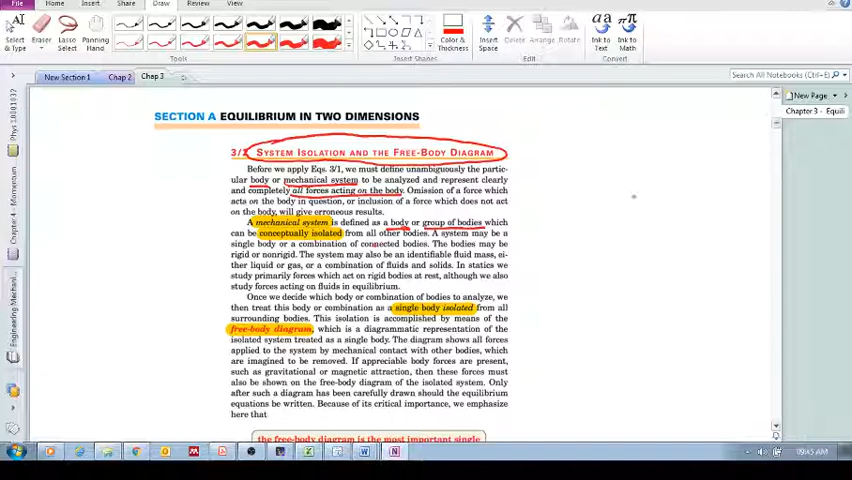 File Home Insert Share Draw Review View
Select & Type
Eraser
Lasso Select
Panning Hand
Color & Thickness
Insert Space
Delete
Arrange
Rotate
Ink to Text
Ink to Math
Tools
Insert Shapes
Edit
Convert
New Section 1 Chap 2 Chap 3
Search All Notebooks (Ctrl+E)
New Page
Chapter 3 - Equili
Phys 1.0001037
Chapter 4 - Momentum
Engineering Mechani
SECTION A EQUILIBRIUM IN TWO DIMENSIONS
3/2 SYSTEM ISOLATION AND THE FREE-BODY DIAGRAM
Before we apply Eqs. 3/1, we must define unambiguously the partic-
ular body or mechanical system to be analyzed and represent clearly
and completely all forces acting on the body. Omission of a force which
acts on the body in question, or inclusion of a force which does not act
on the body, will give erroneous results.
A mechanical system is defined as a body or group of bodies which
can be conceptually isolated from all other bodies. A system may be a
single body or a combination of connected bodies. The bodies may be
rigid or nonrigid. The system may also be an identifiable fluid mass, ei-
ther liquid or gas, or a combination of fluids and solids. In statics we
study primarily forces which act on rigid bodies at rest, although we also
study forces acting on fluids in equilibrium.
Once we decide which body or combination of bodies to analyze, we
then treat this body or combination as a single body isolated from all
surrounding bodies. This isolation is accomplished by means of the
free-body diagram, which is a diagrammatic representation of the
isolated system treated as a single body. The diagram shows all forces
applied to the system by mechanical contact with other bodies, which
are imagined to be removed. If appreciable body forces are present,
such as gravitational or magnetic attraction, then these forces must
also be shown on the free-body diagram of the isolated system. Only
after such a diagram has been carefully drawn should the equilibrium
equations be written. Because of its critical importance, we emphasize
here that
the free-body diagram is the most important single
09:45 AM